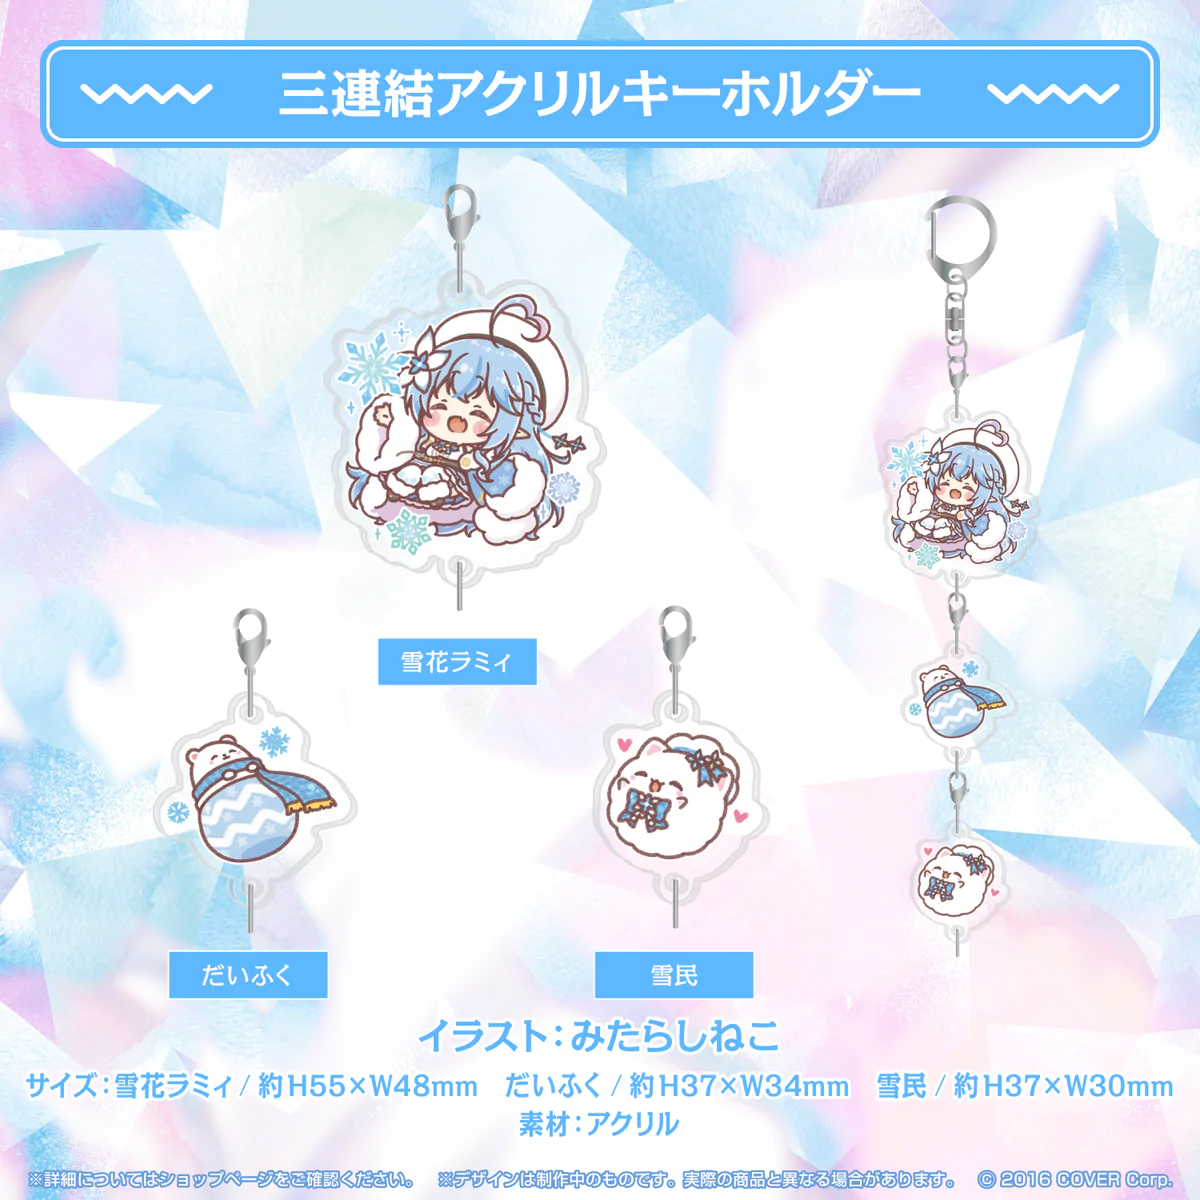 三連結アクリルキーホルダー
雪花ラミィ
だいふく
雪民
イラスト：みたらしねこ
サイズ：雪花ラミィ / 約H55×W48mm　だいふく / 約H37×W34mm　雪民 / 約H37×W30mm
素材：アクリル
※詳細についてはショップページをご確認ください。　※デザインは制作中のものです。実際の商品と異なる場合があります。　© 2016 COVER Corp.